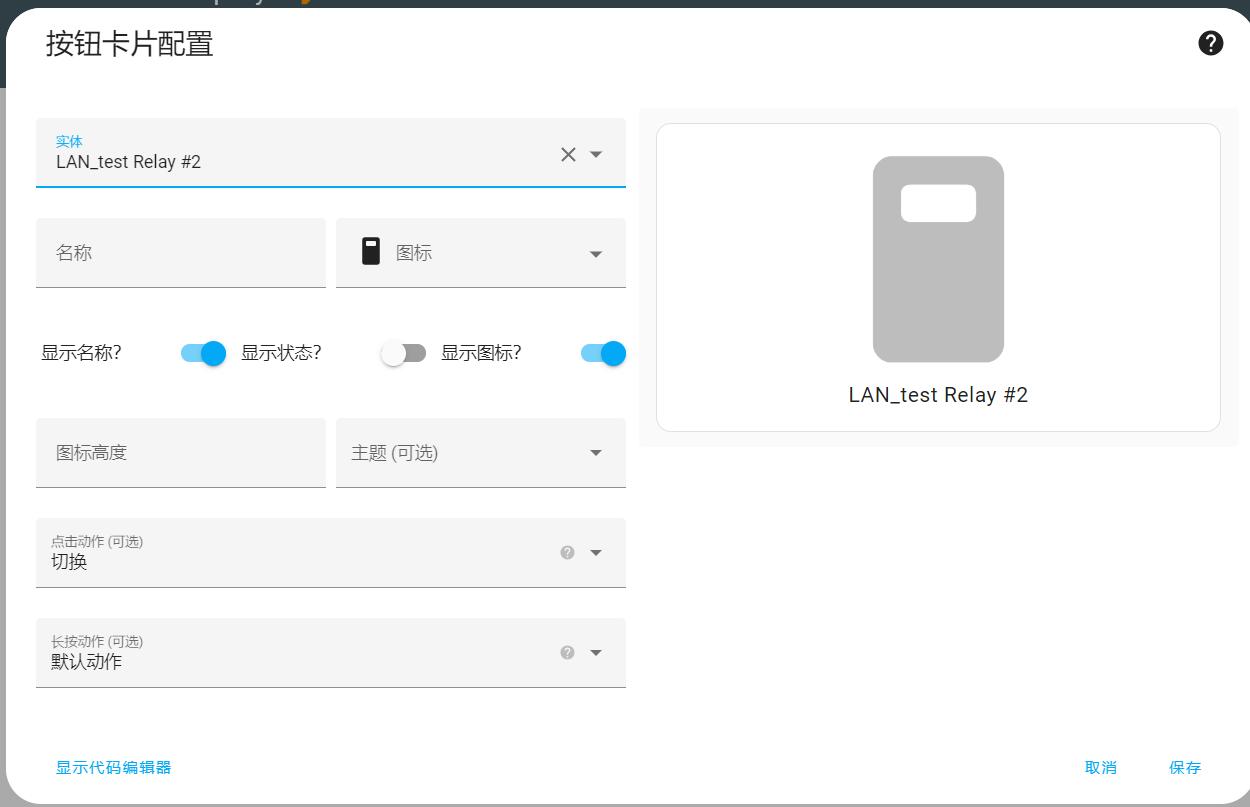 按钮卡片配置
实体
LAN_test Relay #2
名称
图标
显示名称?
显示状态?
显示图标?
图标高度
主题 (可选)
点击动作 (可选)
切换
长按动作 (可选)
默认动作
LAN_test Relay #2
显示代码编辑器
取消
保存